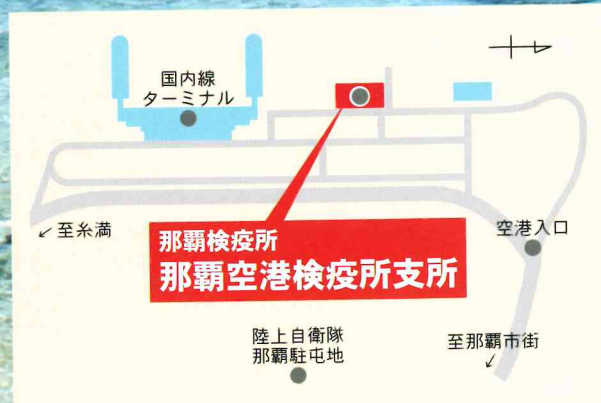 国内線
ターミナル
↙至糸満
那覇検疫所
那覇空港検疫所支所
空港入口
陸上自衛隊
那覇駐屯地
至那覇市街
↙